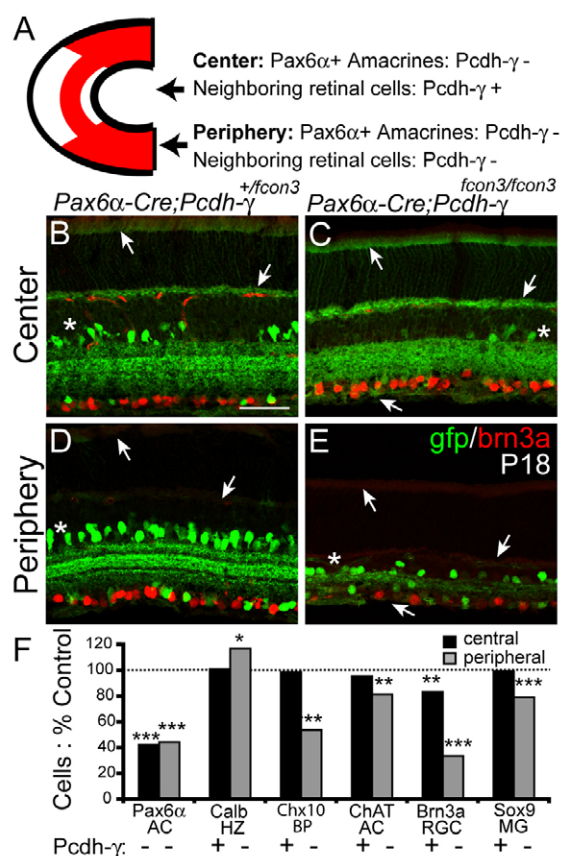 A
Center: Pax6α+ Amacrines: Pcdh-γ -
Neighboring retinal cells: Pcdh-γ +
Periphery: Pax6α+ Amacrines: Pcdh-γ -
Neighboring retinal cells: Pcdh-γ -
Pax6α-Cre;Pcdh-γ +/fcon3
Pax6α-Cre;Pcdh-γ fcon3/fcon3
Center
B
*
C
*
Periphery
D
*
E
gfp/brn3a
P18
*
F
central
peripheral
Cells : % Control
120
100
80
60
40
20
0
*** *** * ** ** ** *** ***
Pax6α Calb Chx10 ChAT Brn3a Sox9
AC HZ BP AC RGC MG
Pcdh-γ: - - + - + - + - + - + -